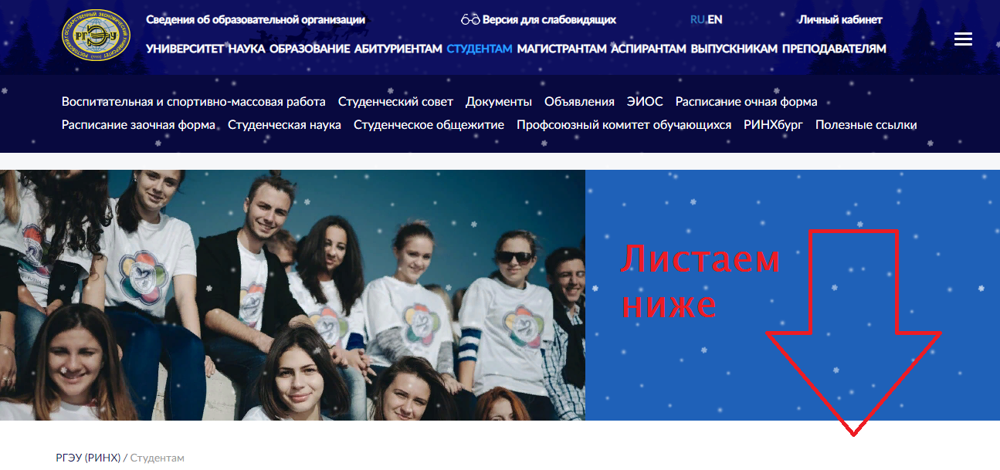 Сведения об образовательной организации Версия для слабовидящих RU EN Личный кабинет
РГЭУ
УНИВЕРСИТЕТ НАУКА ОБРАЗОВАНИЕ АБИТУРИЕНТАМ СТУДЕНТАМ МАГИСТРАНТАМ АСПИРАНТАМ ВЫПУСКНИКАМ ПРЕПОДАВАТЕЛЯМ
Воспитательная и спортивно-массовая работа Студенческий совет Документы Объявления ЭИОС Расписание очная форма
Расписание заочная форма Студенческая наука Студенческое общежитие Профсоюзный комитет обучающихся РИНХбург Полезные ссылки
Листаем
ниже
РГЭУ (РИНХ) / Студентам